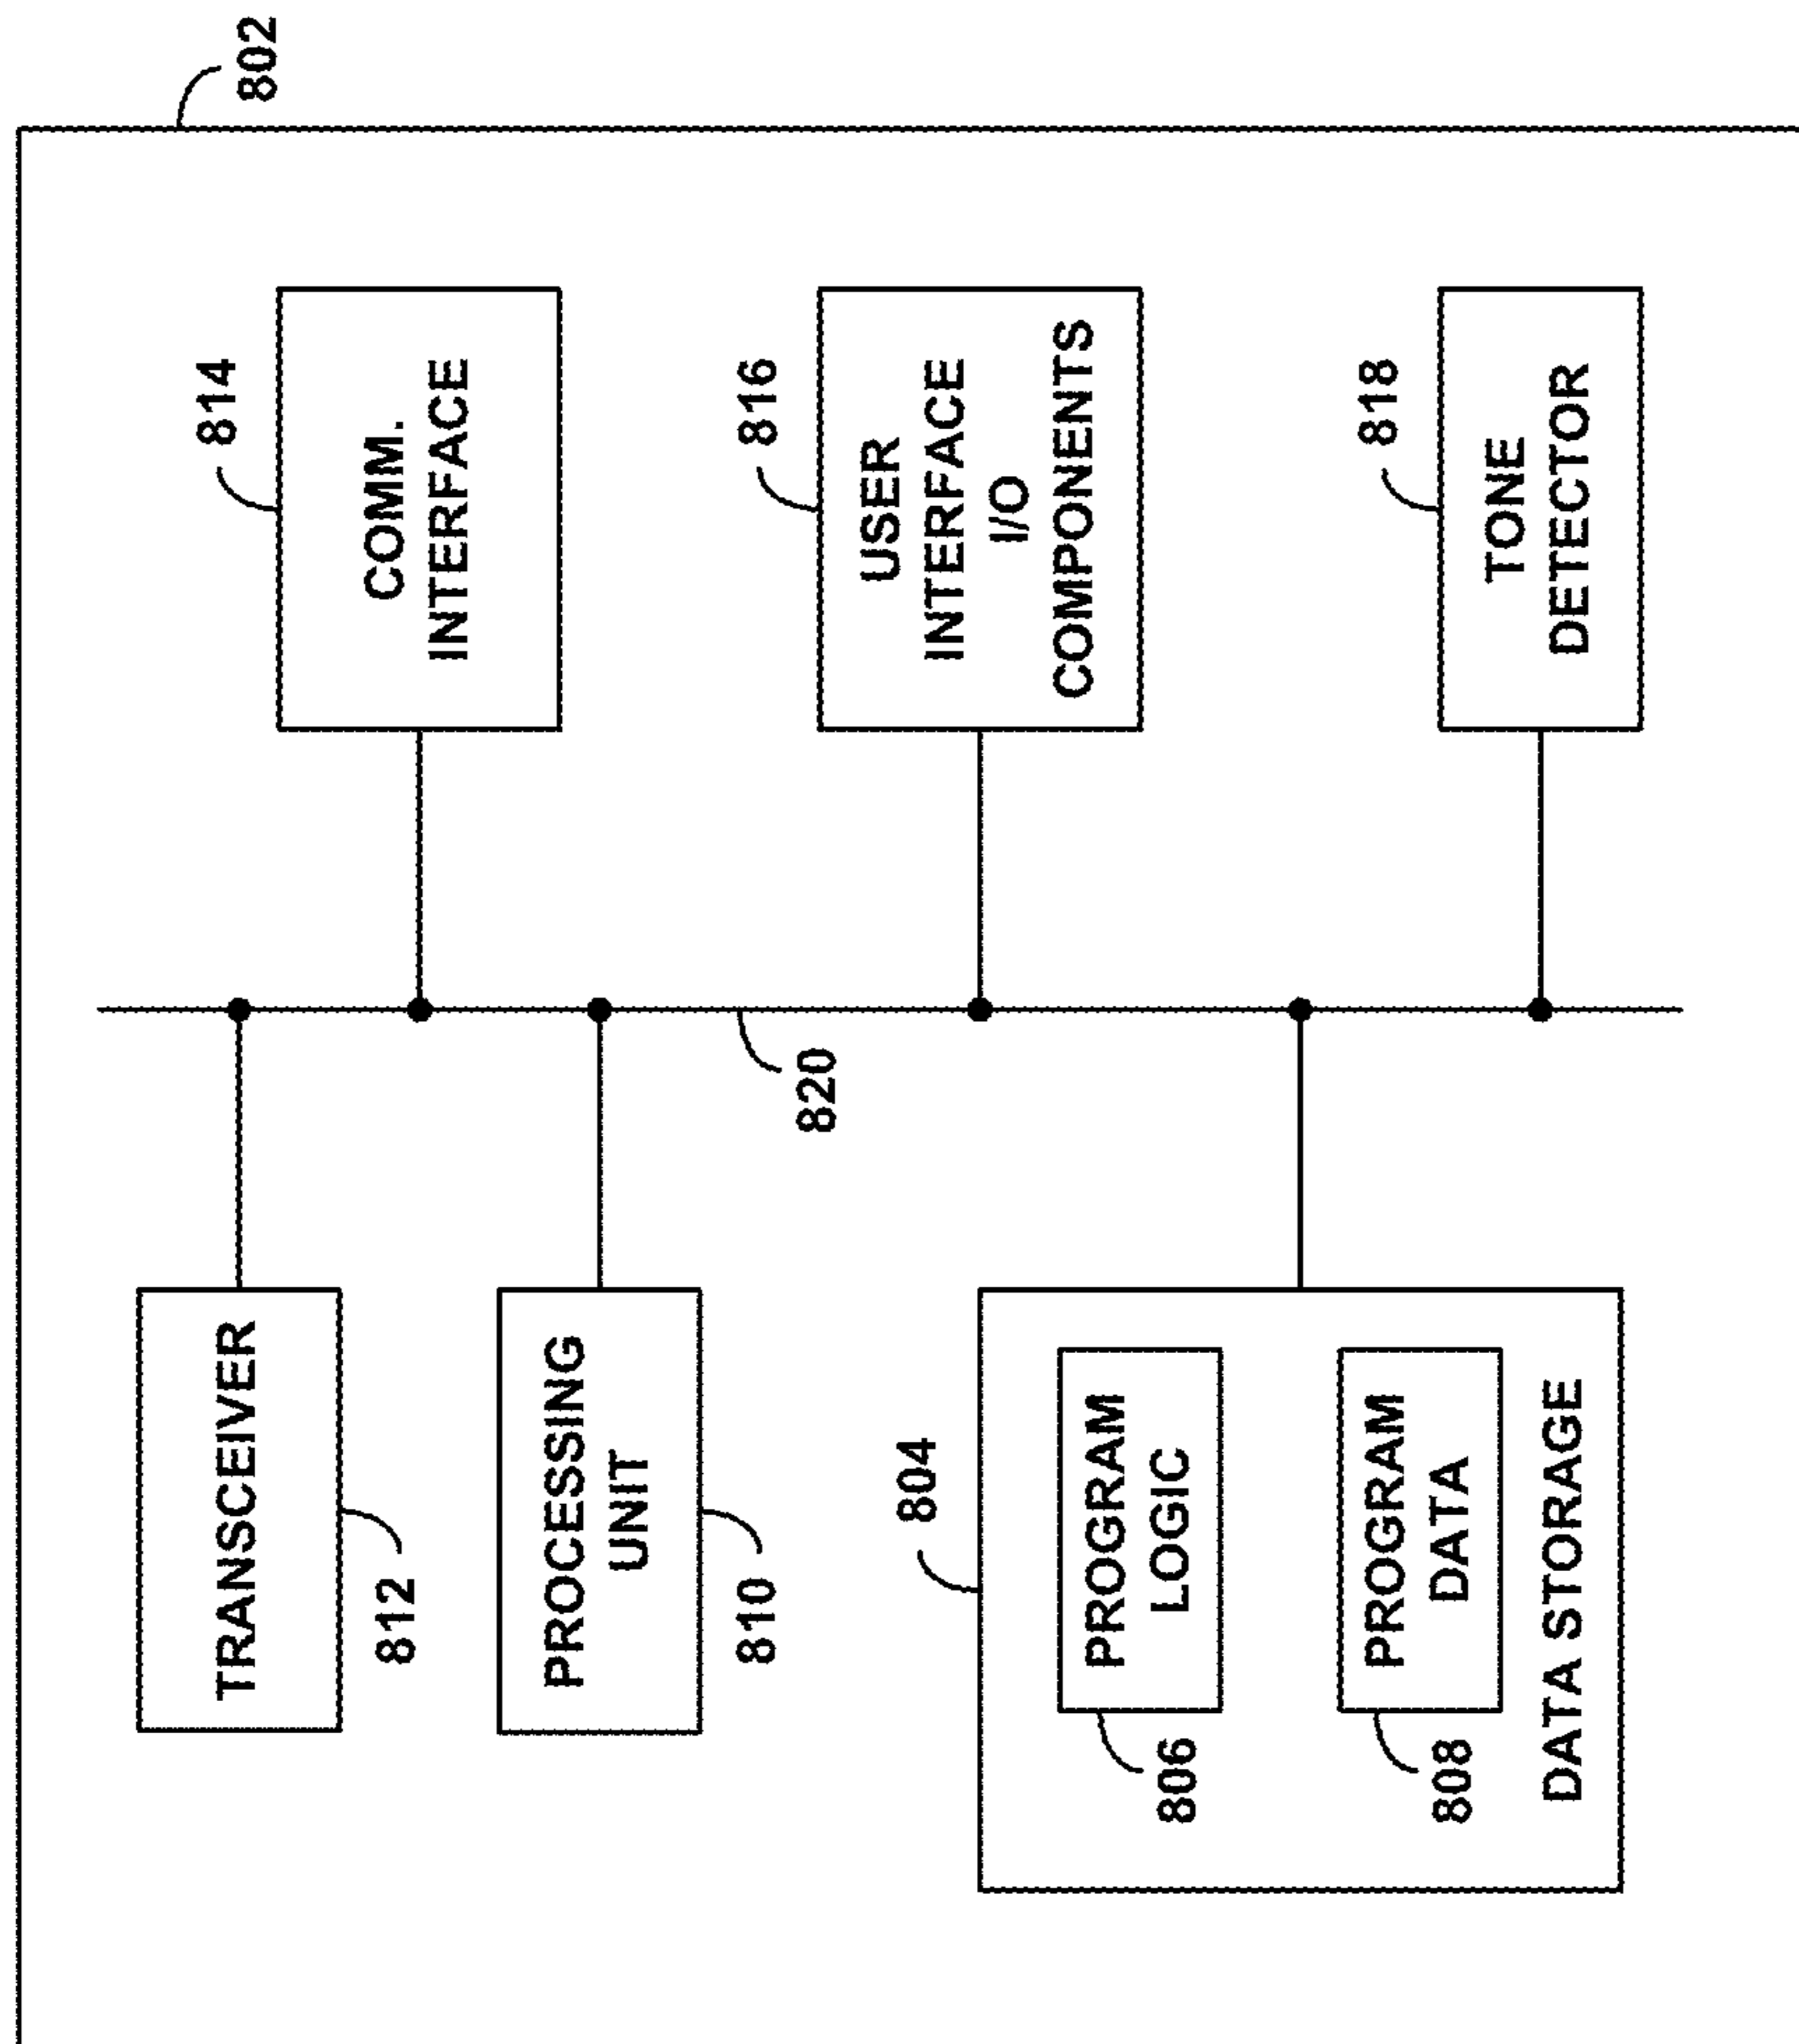 802
814
COMM.
INTERFACE
816
USER
INTERFACE
I/O
COMPONENTS
818
TONE
DETECTOR
820
TRANSCEIVER
812
PROCESSING
UNIT
810
804
PROGRAM
LOGIC
806
PROGRAM
DATA
808
DATA STORAGE